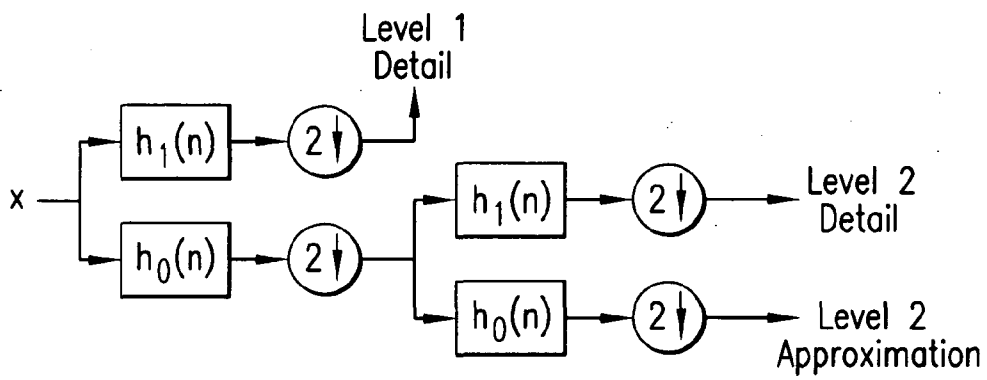 Level 1
Detail
h₁(n)
2↓
x
h₀(n)
2↓
h₁(n)
2↓
Level 2
Detail
h₀(n)
2↓
Level 2
Approximation